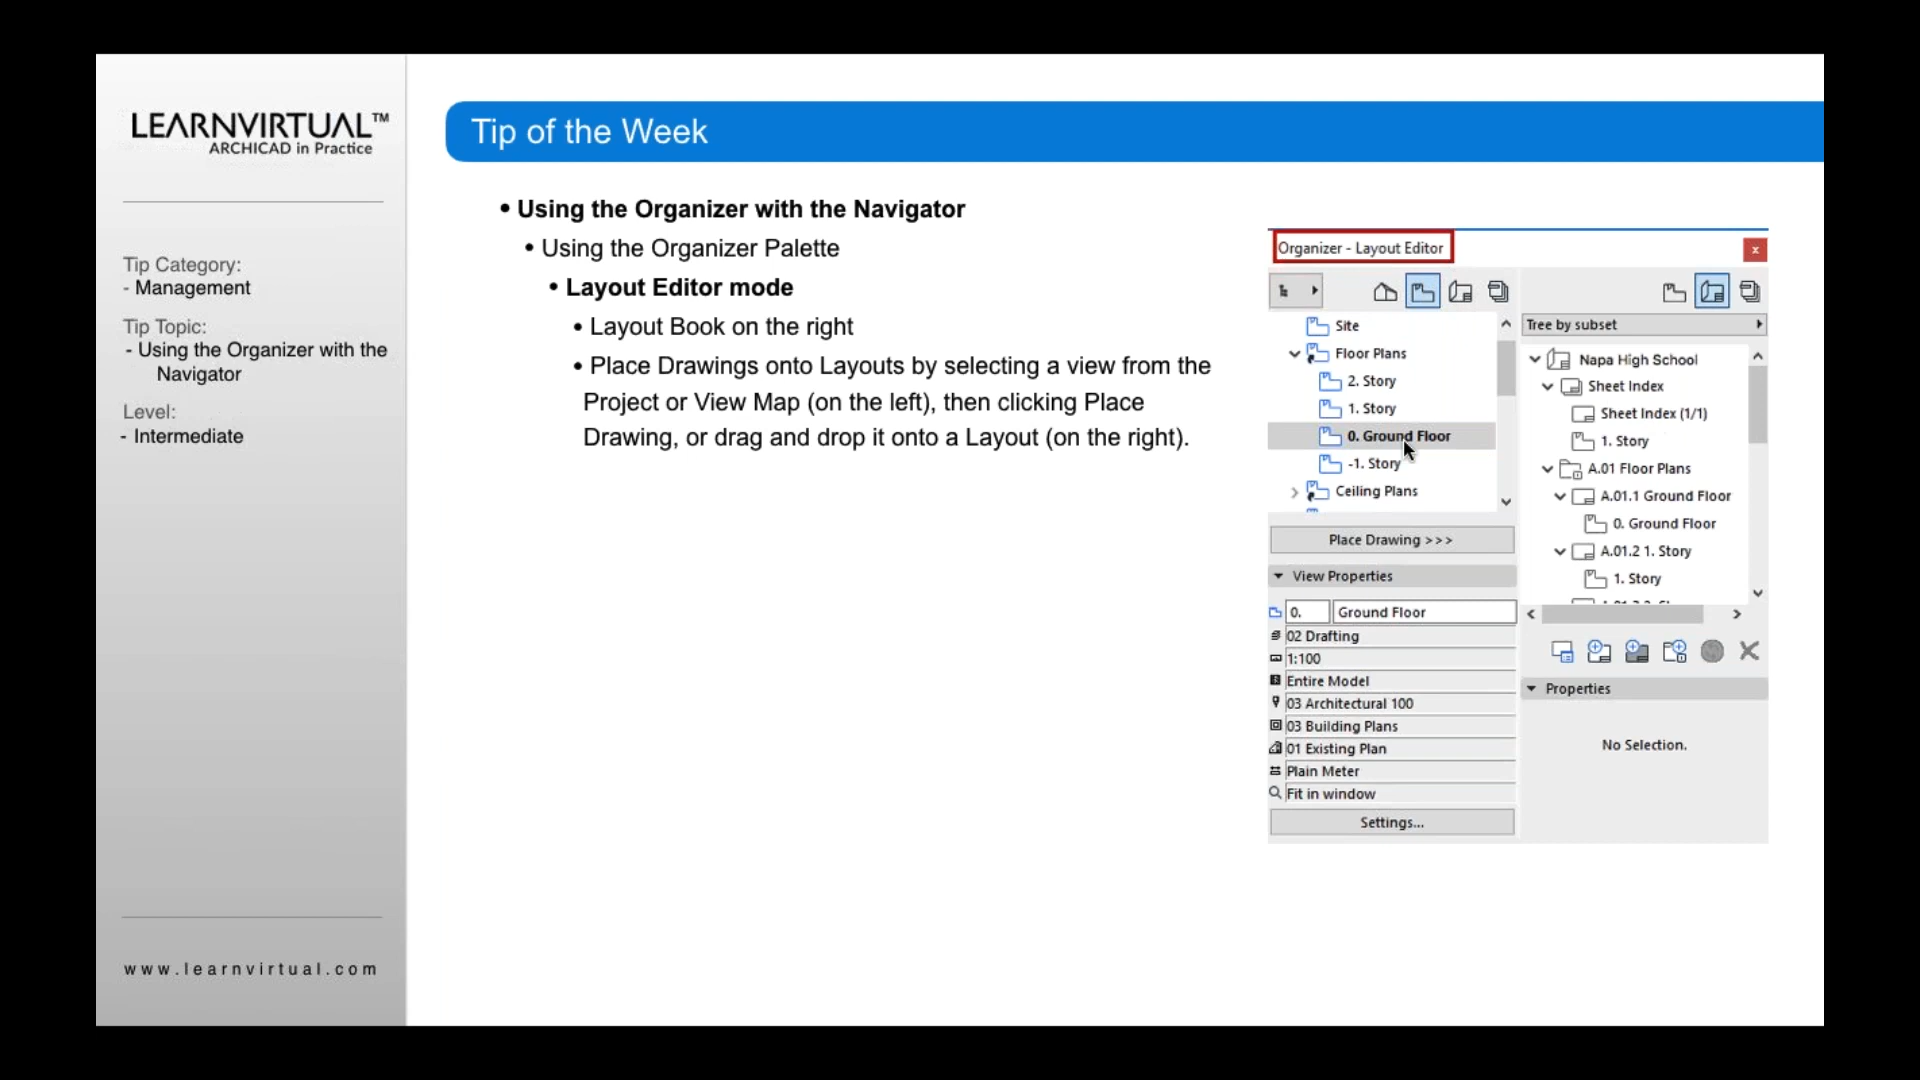 LEARNVIRTUAL™
ARCHICAD in Practice
Tip Category:
- Management
Tip Topic:
- Using the Organizer with the
Navigator
Level:
- Intermediate
www.learnvirtual.com
Tip of the Week
• Using the Organizer with the Navigator
• Using the Organizer Palette
• Layout Editor mode
• Layout Book on the right
• Place Drawings onto Layouts by selecting a view from the
Project or View Map (on the left), then clicking Place
Drawing, or drag and drop it onto a Layout (on the right).
Organizer - Layout Editor
x
Site
Floor Plans
2. Story
1. Story
0. Ground Floor
-1. Story
Ceiling Plans
Place Drawing >>>
View Properties
0. Ground Floor
02 Drafting
1:100
Entire Model
03 Architectural 100
03 Building Plans
01 Existing Plan
Plain Meter
Fit in window
Settings...
Tree by subset
Napa High School
Sheet Index
Sheet Index (1/1)
1. Story
A.01 Floor Plans
A.01.1 Ground Floor
0. Ground Floor
A.01.2 1. Story
1. Story
Properties
No Selection.